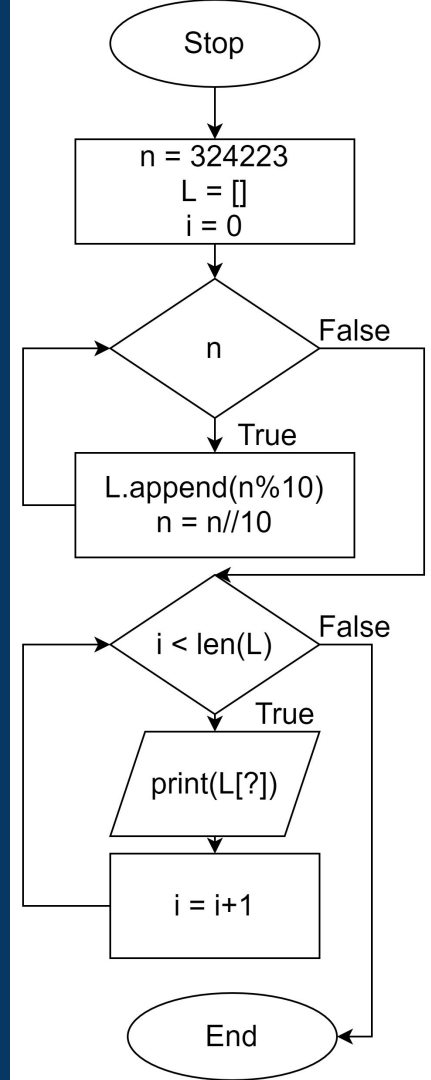 Stop
n = 324223
L = []
i = 0
n
False
True
L.append(n%10)
n = n//10
i < len(L)
False
True
print(L[?])
i = i+1
End